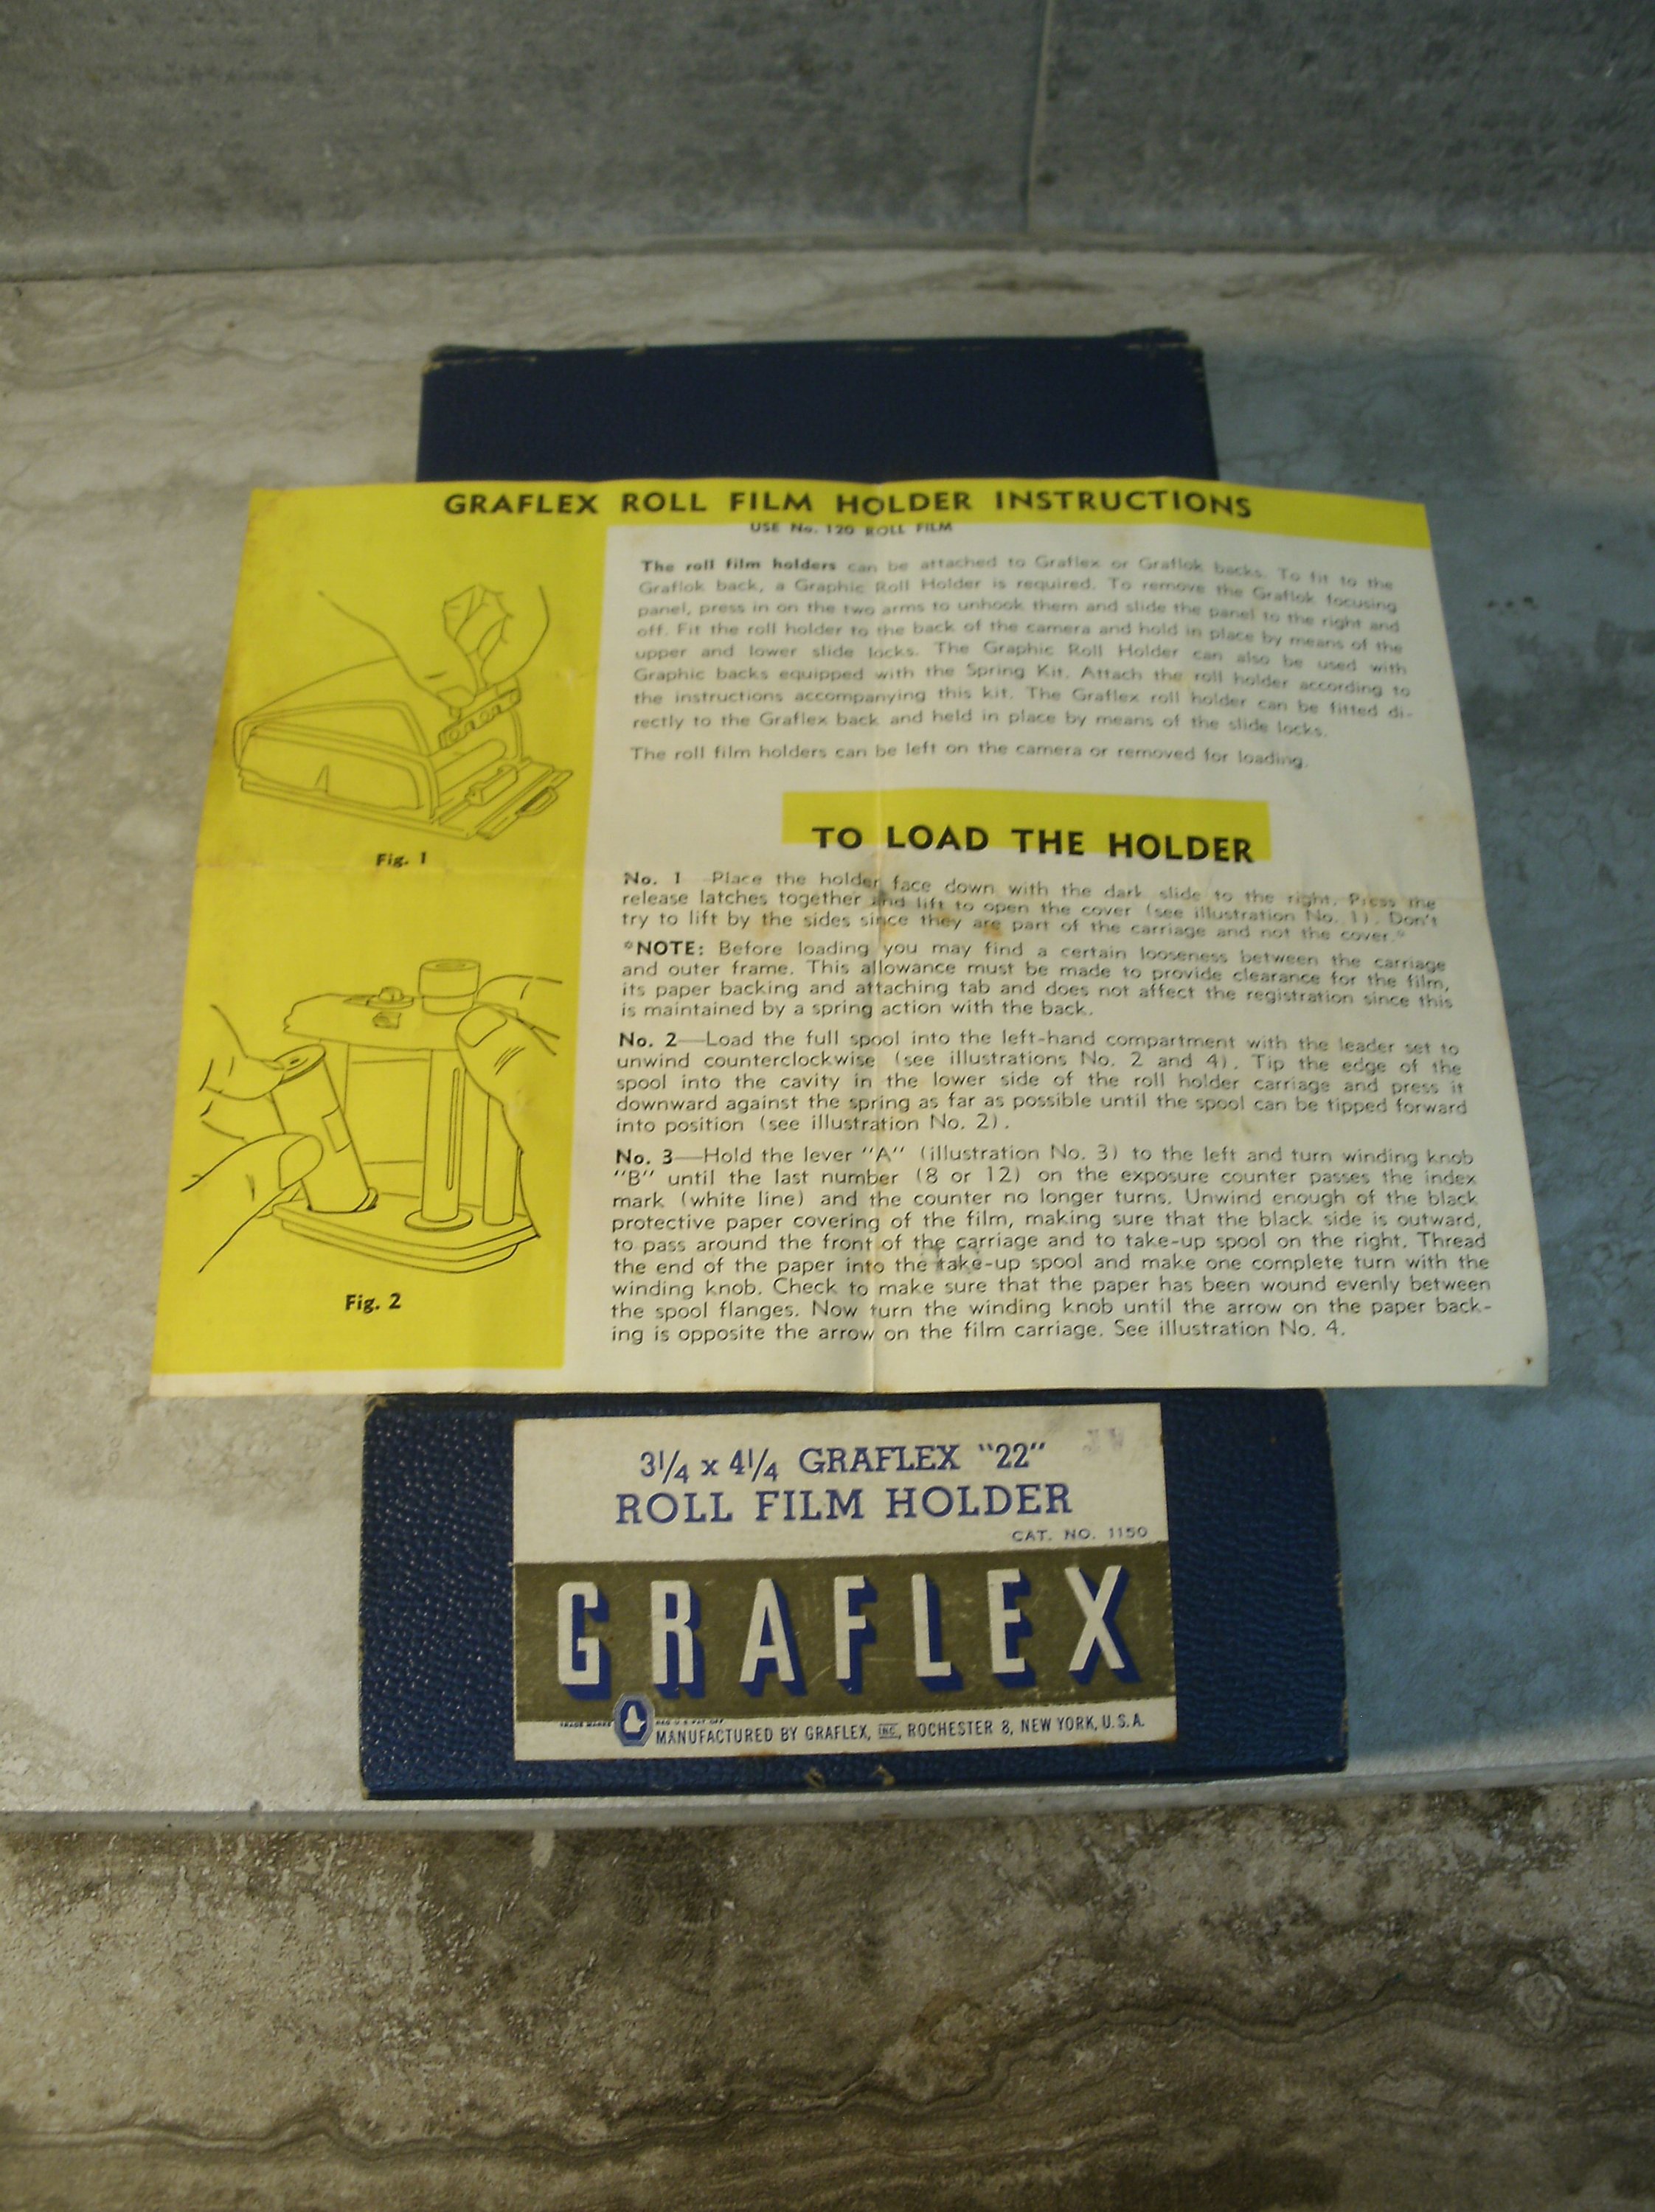 GRAFLEX ROLL FILM HOLDER INSTRUCTIONS
USE No. 120 ROLL FILM
The roll film holders can be attached to Graflex or Graflok backs. To fit to the
Graflok back, a Graphic Roll Holder is required. To remove the Graflok focusing
panel, press in on the two arms to unhook them and slide the panel to the right and
off. Fit the roll holder to the back of the camera and hold in place by means of the
upper and lower slide locks. The Graphic Roll Holder can also be used with
Graphic backs equipped with the Spring Kit. Attach the roll holder according to
the instructions accompanying this kit. The Graflex roll holder can be fitted di-
rectly to the Graflex back and held in place by means of the slide locks.
The roll film holders can be left on the camera or removed for loading.
Fig. 1
TO LOAD THE HOLDER
No. 1 Place the holder face down with the dark slide to the right. Press the
release latches together and lift to open the cover (see illustration No. 1). Don't
try to lift by the sides since they are part of the carriage and not the cover.*
*NOTE: Before loading you may find a certain looseness between the carriage
and outer frame. This allowance must be made to provide clearance for the film,
its paper backing and attaching tab and does not affect the registration since this
is maintained by a spring action with the back.
No. 2—Load the full spool into the left-hand compartment with the leader set to
unwind counterclockwise (see illustrations No. 2 and 4). Tip the edge of the
spool into the cavity in the lower side of the roll holder carriage and press it
downward against the spring as far as possible until the spool can be tipped forward
into position (see illustration No. 2).
No. 3—Hold the lever "A" (illustration No. 3) to the left and turn winding knob
"B" until the last number (8 or 12) on the exposure counter passes the index
mark (white line) and the counter no longer turns. Unwind enough of the black
protective paper covering of the film, making sure that the black side is outward,
to pass around the front of the carriage and to take-up spool on the right. Thread
the end of the paper into the take-up spool and make one complete turn with the
winding knob. Check to make sure that the paper has been wound evenly between
the spool flanges. Now turn the winding knob until the arrow on the paper back-
ing is opposite the arrow on the film carriage. See illustration No. 4.
Fig. 2
3¼ x 4¼ GRAFLEX "22"
ROLL FILM HOLDER
CAT. NO. 1150
GRAFLEX
TRADE MARKS REG U S PAT OFF
MANUFACTURED BY GRAFLEX, INC., ROCHESTER 8, NEW YORK, U.S.A.